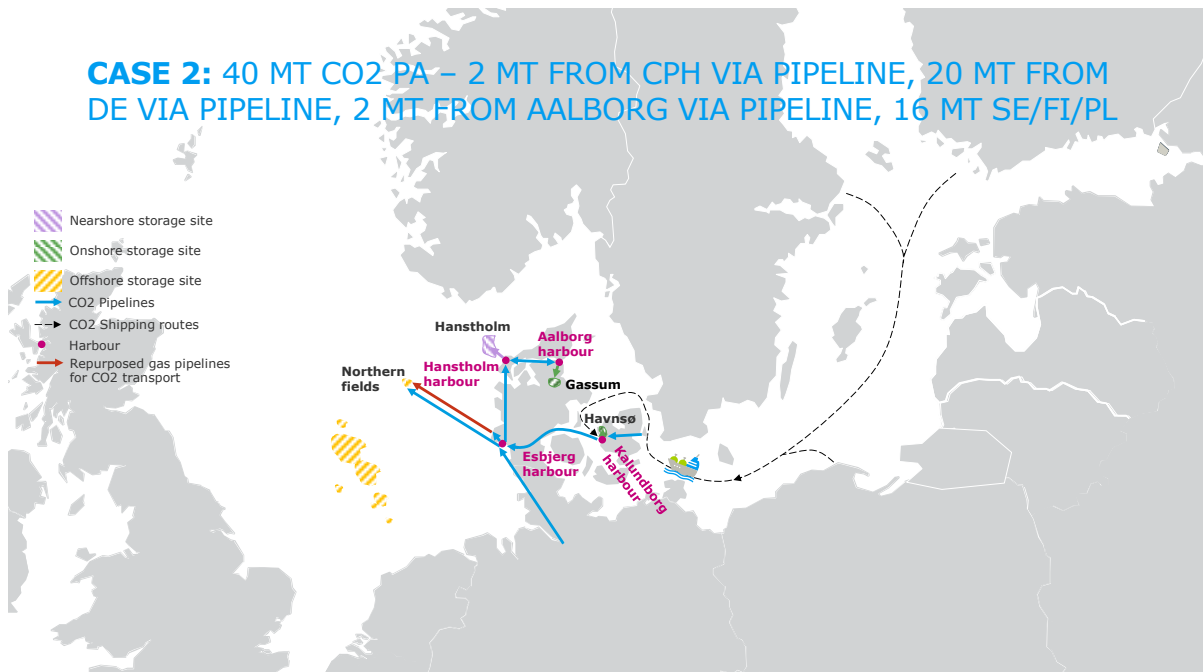 CASE 2: 40 MT CO2 PA – 2 MT FROM CPH VIA PIPELINE, 20 MT FROM
DE VIA PIPELINE, 2 MT FROM AALBORG VIA PIPELINE, 16 MT SE/FI/PL
Nearshore storage site
Onshore storage site
Offshore storage site
CO2 Pipelines
CO2 Shipping routes
Harbour
Repurposed gas pipelines
for CO2 transport
Hanstholm
Aalborg
harbour
Hanstholm
harbour
Northern
fields
Gassum
Havnsø
Esbjerg
harbour
Kalundborg
harbour